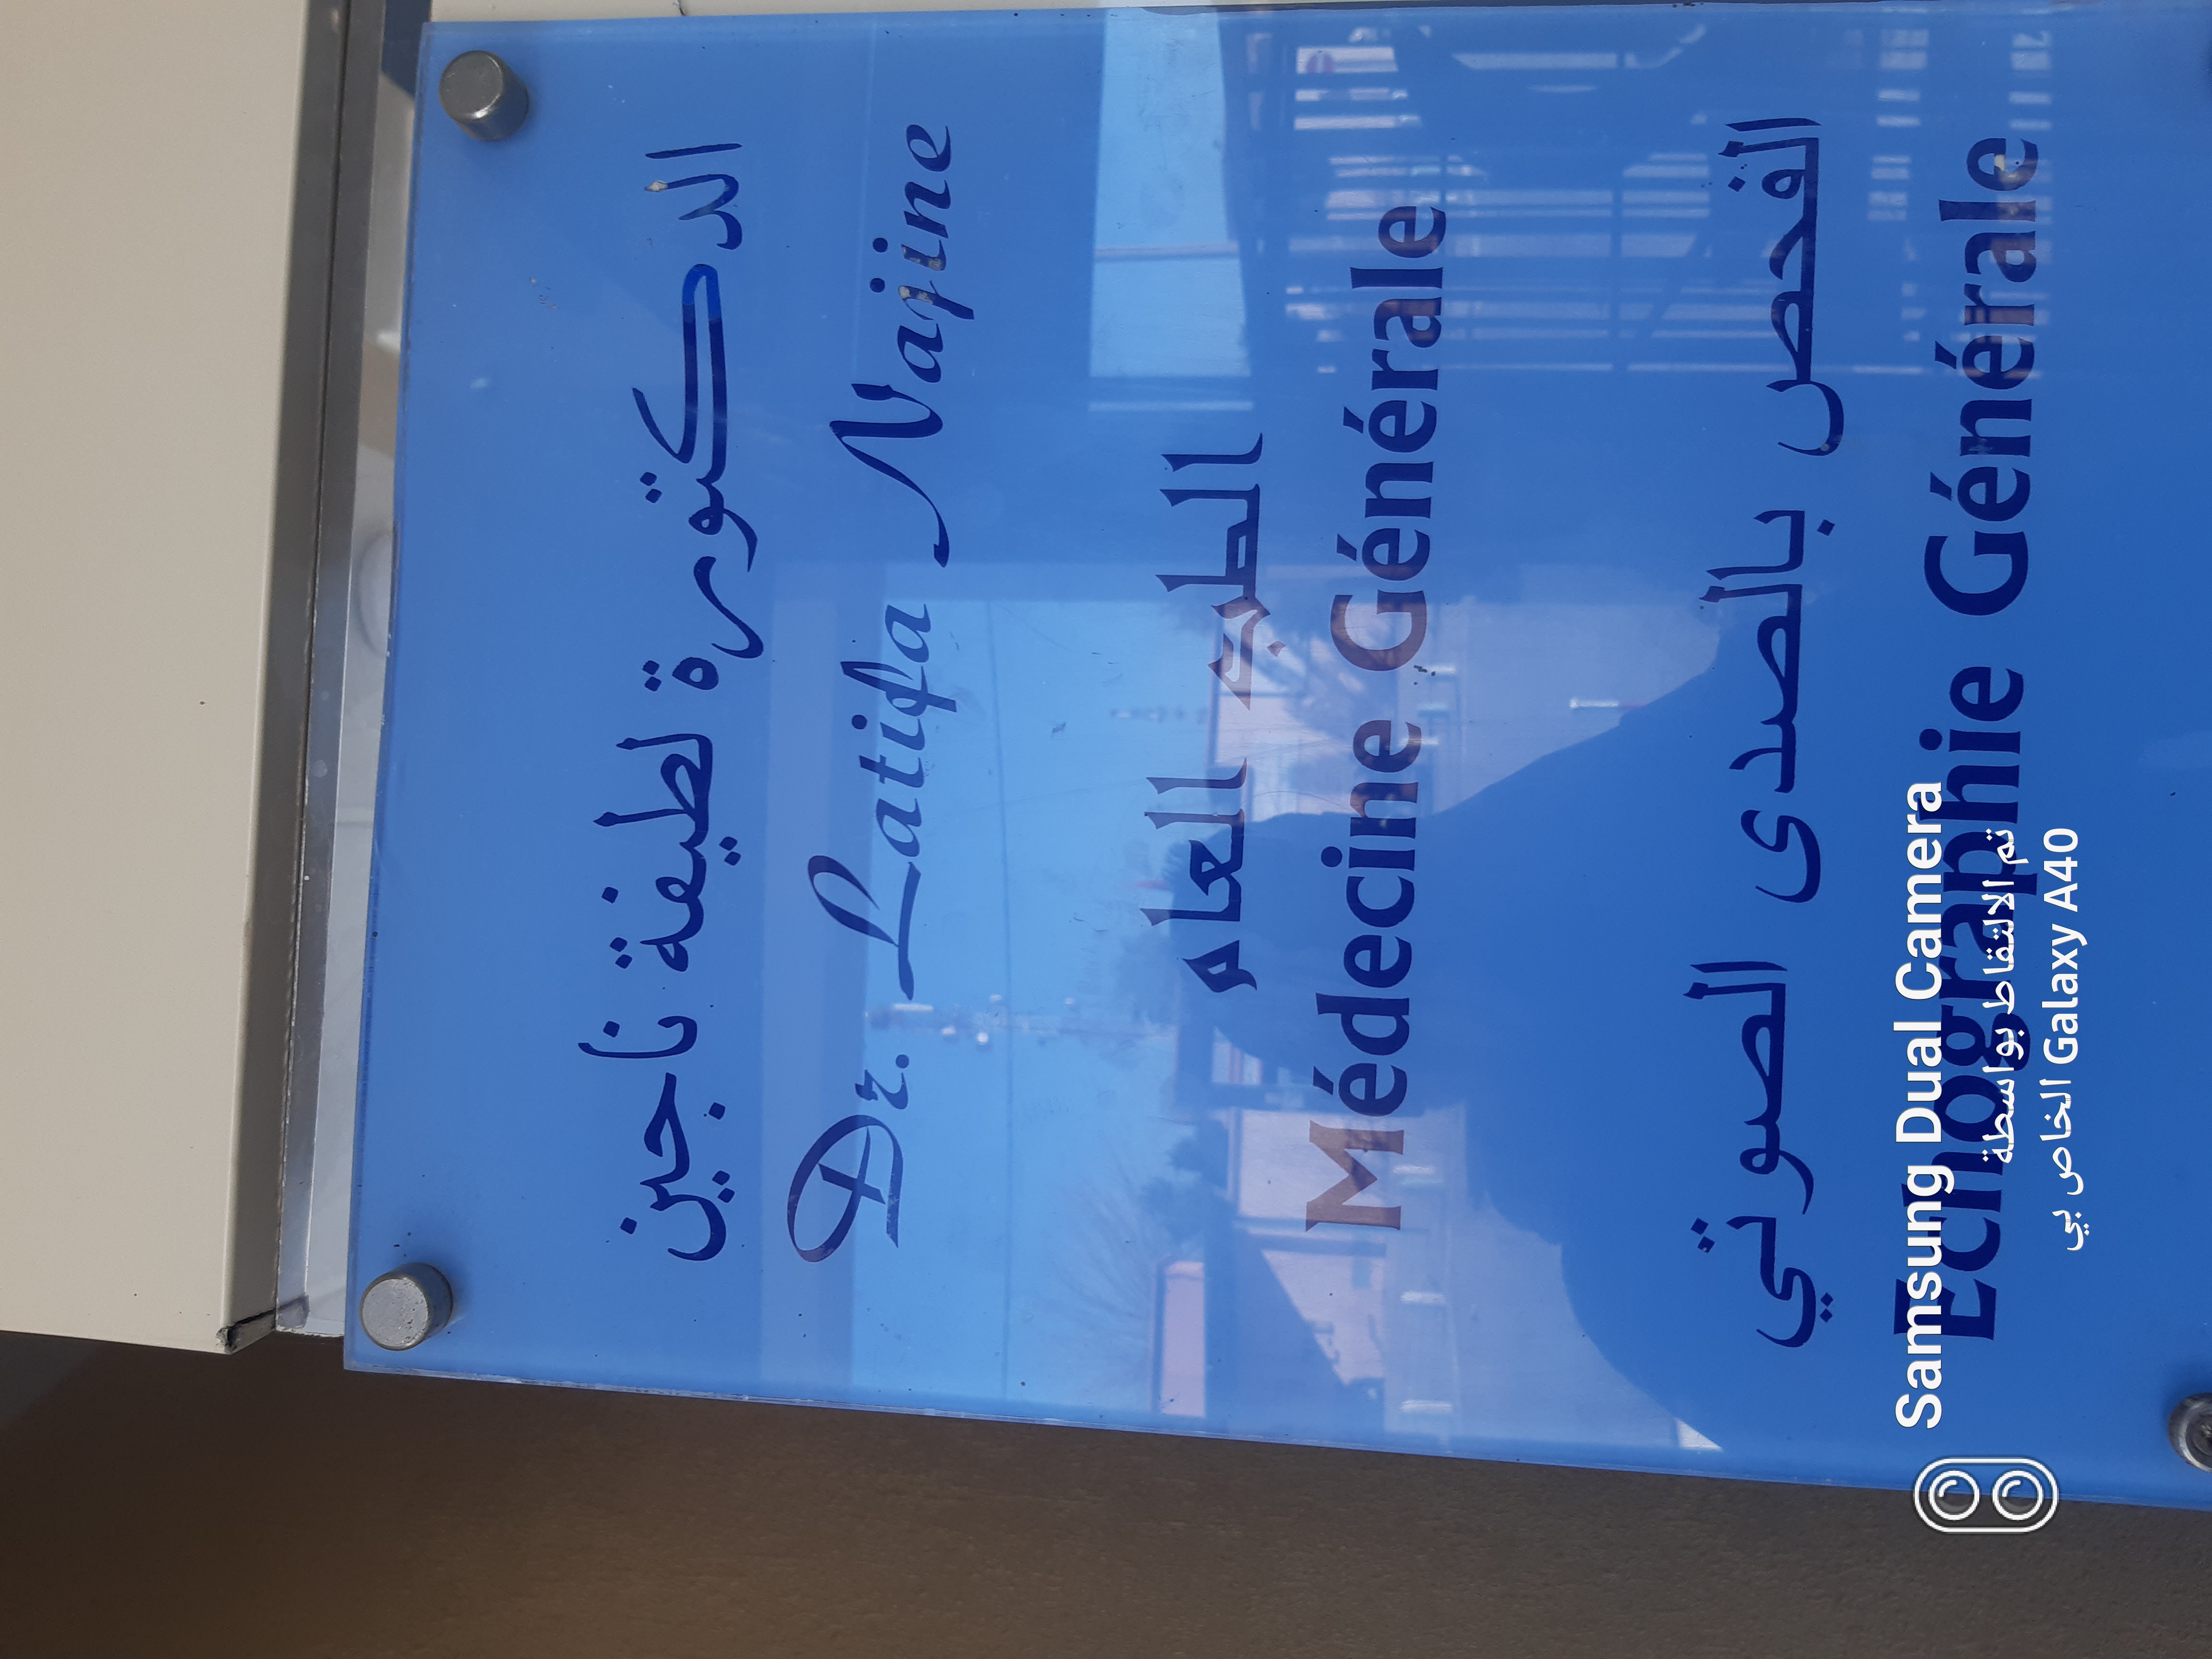 الدكتورة لطيفة ناجين
Dr. Latifa Najine
الطب العام
Médecine Générale
الفحص بالصدى الصوتي
Echographie Générale
Samsung Dual Camera
تم الالتقاط بواسطة
الخاص بي Galaxy A40